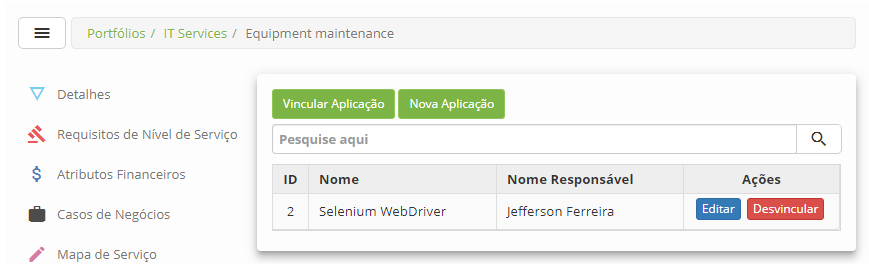 Portfólios / IT Services / Equipment maintenance
Detalhes
Requisitos de Nível de Serviço
Atributos Financeiros
Casos de Negócios
Mapa de Serviço
Vincular Aplicação Nova Aplicação
Pesquise aqui
ID Nome Nome Responsável Ações
2 Selenium WebDriver Jefferson Ferreira Editar Desvincular